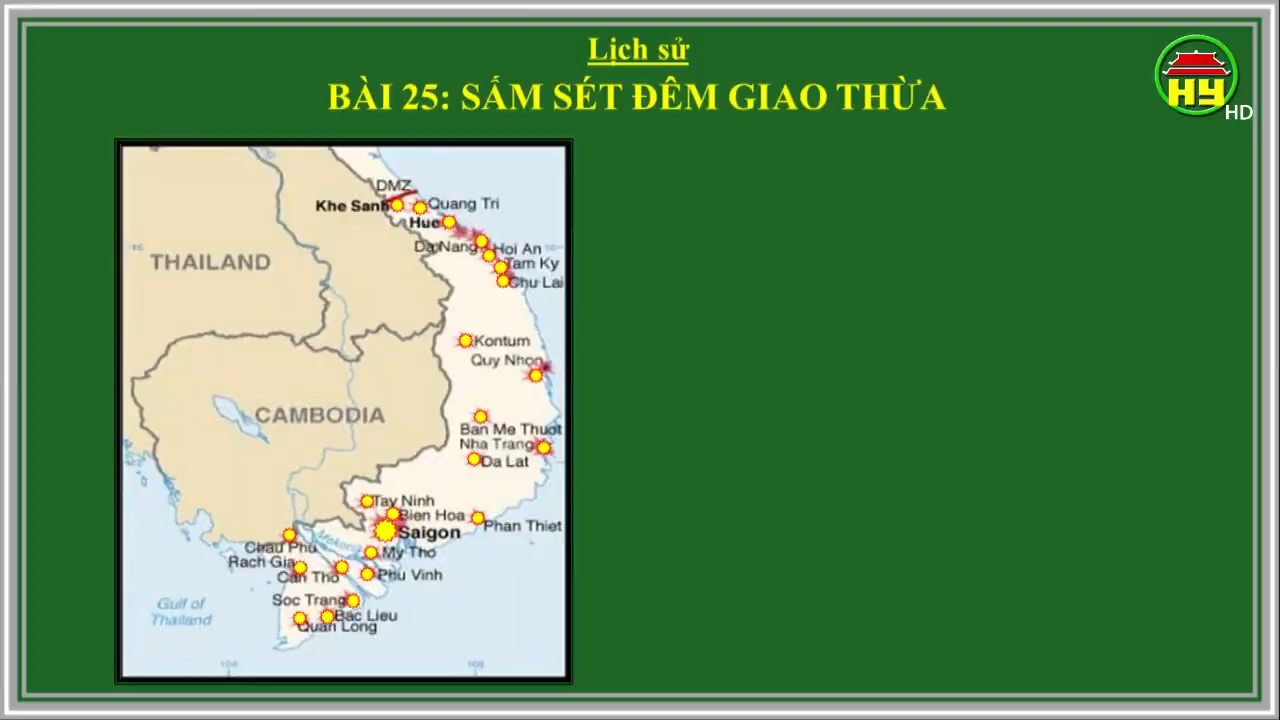 Lịch sử
BÀI 25: SẤM SÉT ĐÊM GIAO THỪA
HY
HD
DMZ
Khe Sanh
Quang Tri
Hue
Da Nang
Hoi An
Tam Ky
Chu Lai
THAILAND
Kontum
Quy Nhon
CAMBODIA
Ban Me Thuot
Nha Trang
Da Lat
Tay Ninh
Bien Hoa
Saigon
Phan Thiet
Mekong
Chau Phu
My Tho
Rach Gia
Can Tho
Phu Vinh
Soc Trang
Bac Lieu
Quan Long
Gulf of
Thailand